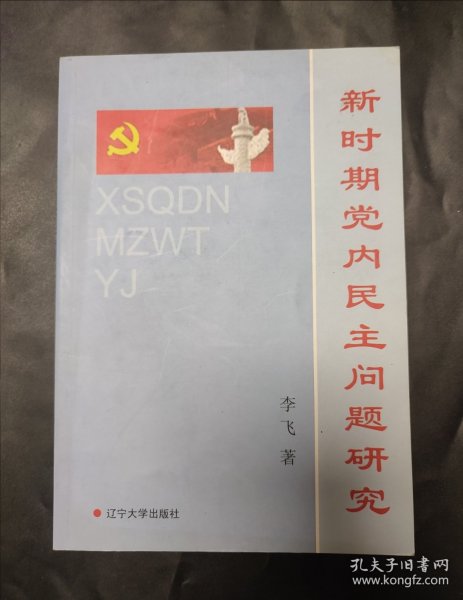 新时期党内民主问题研究
XSQDN
MZWT
YJ
李飞 著
辽宁大学出版社
孔夫子旧书网
www.kongfz.com